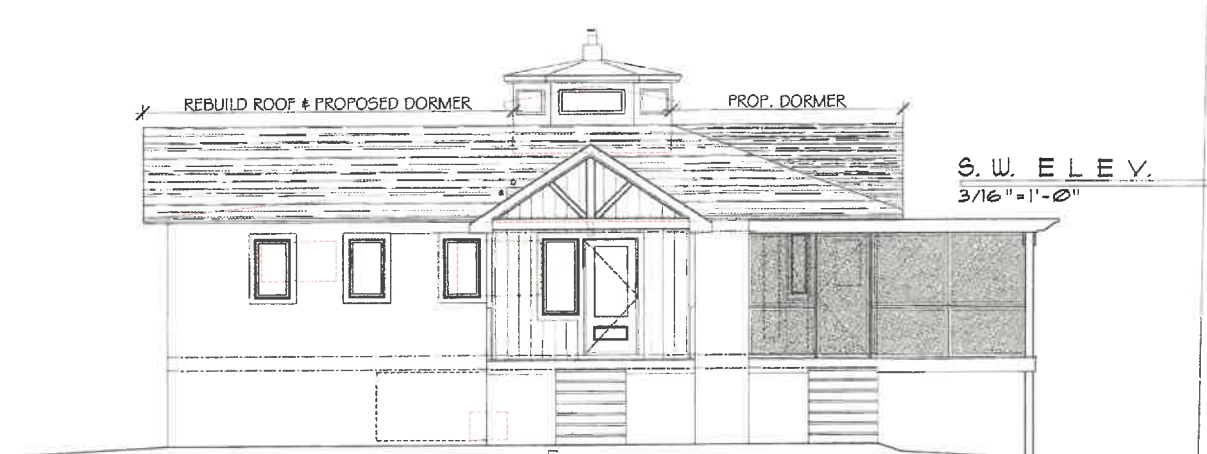 REBUILD ROOF & PROPOSED DORMER
PROP. DORMER
S. W. ELEV.
3/16"=1'-0"